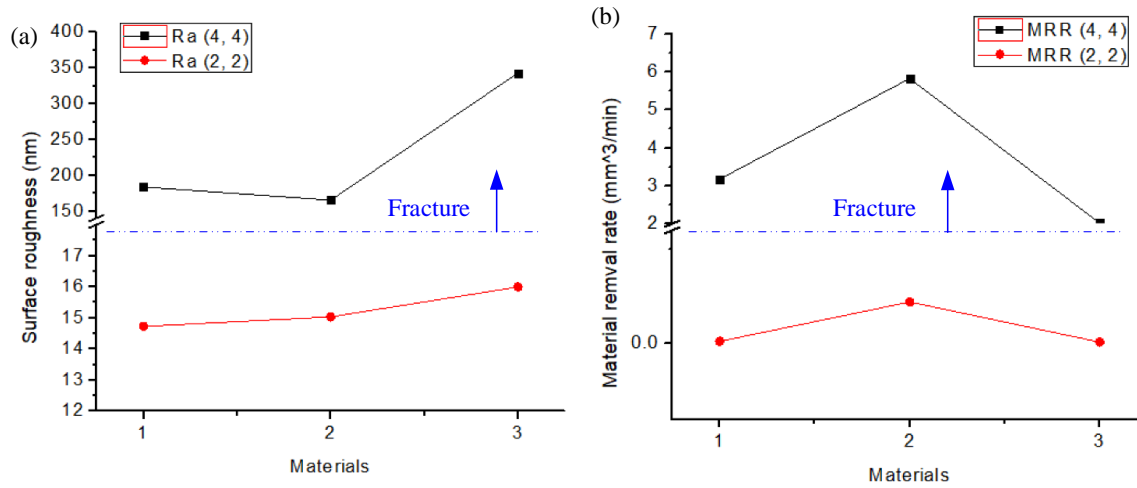 (a)
Ra (4, 4)
Ra (2, 2)
Surface roughness (nm)
400
350
300
250
200
150
17
16
15
14
13
12
Fracture
1
2
3
Materials
(b)
MRR (4, 4)
MRR (2, 2)
Material remval rate (mm^3/min)
7
6
5
4
3
2
0.0
Fracture
1
2
3
Materials